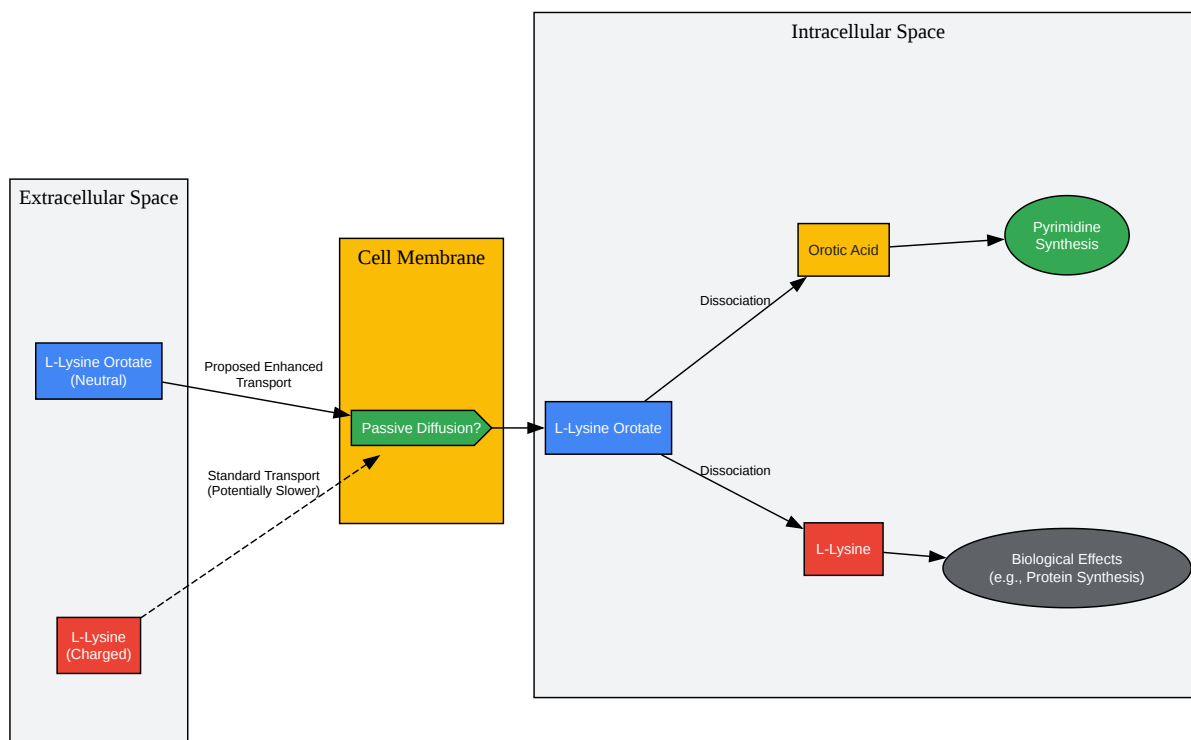 Intracellular Space
Extracellular Space
Cell Membrane
L-Lysine Orotate
(Neutral)
Proposed Enhanced
Transport
Passive Diffusion?
Standard Transport
(Potentially Slower)
L-Lysine
(Charged)
L-Lysine Orotate
Dissociation
Orotic Acid
Pyrimidine
Synthesis
Dissociation
L-Lysine
Biological Effects
(e.g., Protein Synthesis)